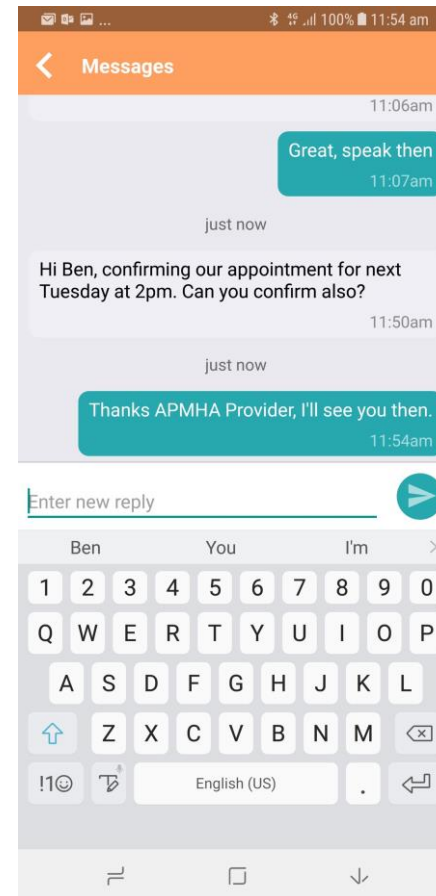 ... 4G 100% 11:54 am
Messages
11:06am
Great, speak then
11:07am
just now
Hi Ben, confirming our appointment for next
Tuesday at 2pm. Can you confirm also?
11:50am
just now
Thanks APMHA Provider, I'll see you then.
11:54am
Enter new reply
Ben You I'm
1 2 3 4 5 6 7 8 9 0
Q W E R T Y U I O P
A S D F G H J K L
Z X C V B N M
!1☺ T English (US) .